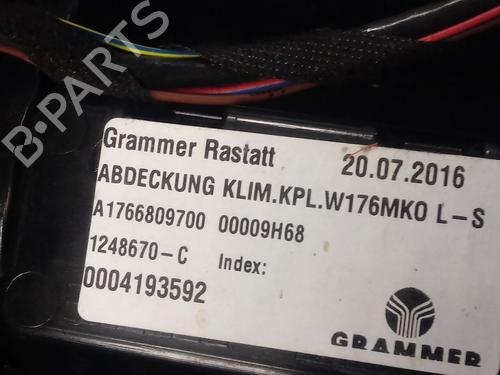 B-PARTS
Grammer Rastatt 20.07.2016
ABDECKUNG KLIM.KPL.W176MKO L-S
A1766809700 00009H68
1248670-C Index:
0004193592
GRAMMER